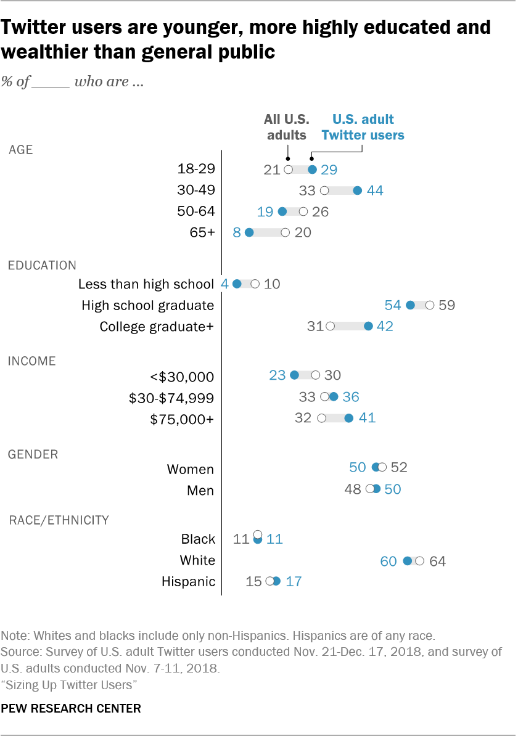 Twitter users are younger, more highly educated and
wealthier than general public
% of _____ who are ...
All U.S. adults
U.S. adult Twitter users
AGE
18-29 21 29
30-49 33 44
50-64 19 26
65+ 8 20
EDUCATION
Less than high school 4 10
High school graduate 54 59
College graduate+ 31 42
INCOME
<$30,000 23 30
$30-$74,999 33 36
$75,000+ 32 41
GENDER
Women 50 52
Men 48 50
RACE/ETHNICITY
Black 11 11
White 60 64
Hispanic 15 17
Note: Whites and blacks include only non-Hispanics. Hispanics are of any race.
Source: Survey of U.S. adult Twitter users conducted Nov. 21-Dec. 17, 2018, and survey of
U.S. adults conducted Nov. 7-11, 2018.
“Sizing Up Twitter Users”
PEW RESEARCH CENTER